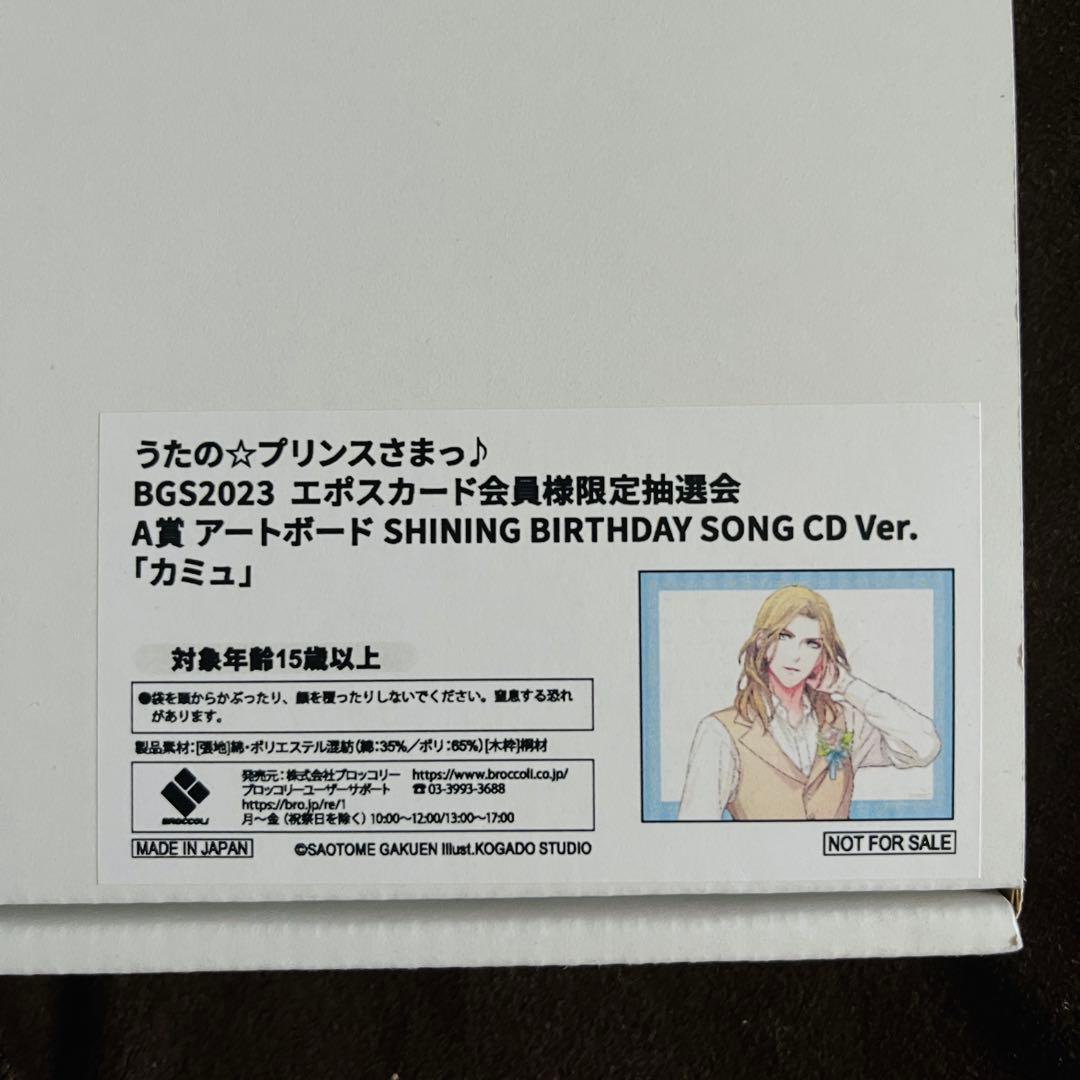 うたの☆プリンスさまっ♪
BGS2023 エポスカード会員様限定抽選会
A賞 アートボード SHINING BIRTHDAY SONG CD Ver.
「カミュ」
対象年齢15歳以上
●袋を頭からかぶったり、顔を覆ったりしないでください。窒息する恐れ
があります。
製品素材:[張地]綿・ポリエステル混紡(綿:35%/ポリ:65%)[木枠]桐材
BROCCOLI
発売元:株式会社ブロッコリー https://www.broccoli.co.jp/
ブロッコリーユーザーサポート ☎03-3993-3688
https://bro.jp/re/1
月~金(祝祭日を除く)10:00~12:00/13:00~17:00
MADE IN JAPAN
©SAOTOME GAKUEN Illust.KOGADO STUDIO
NOT FOR SALE